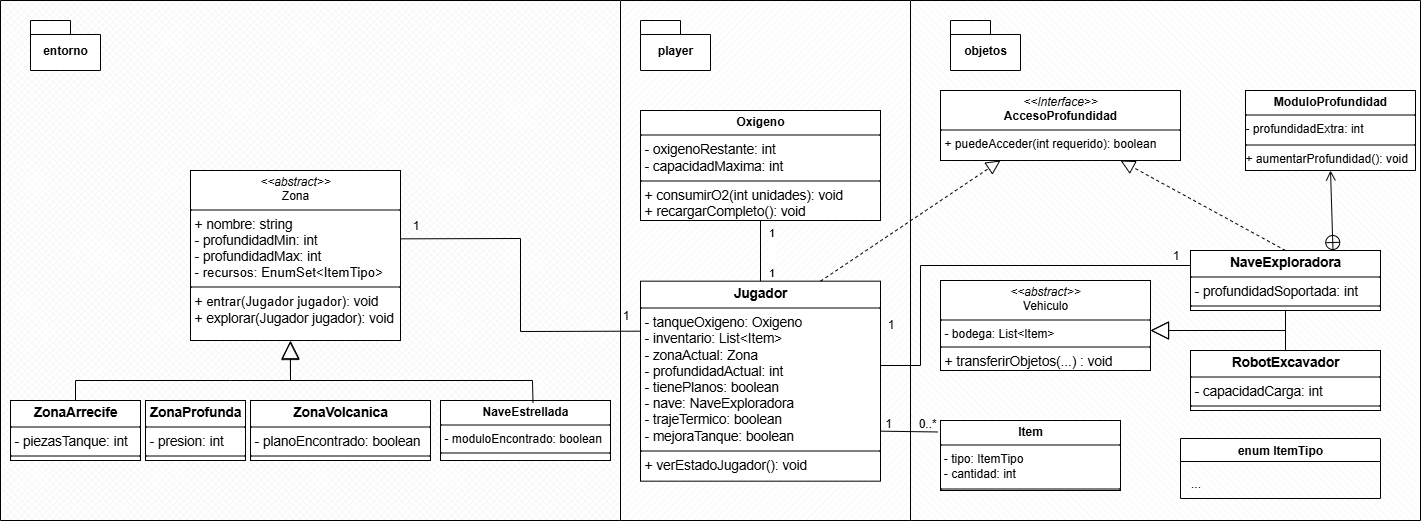 entorno
<<abstract>>
Zona
+ nombre: string
- profundidadMin: int
- profundidadMax: int
- recursos: EnumSet<ItemTipo>
+ entrar(Jugador jugador): void
+ explorar(Jugador jugador): void
1
1
ZonaArrecife
- piezasTanque: int
ZonaProfunda
- presion: int
ZonaVolcanica
- planoEncontrado: boolean
NaveEstrellada
- moduloEncontrado: boolean
player
Oxigeno
- oxigenoRestante: int
- capacidadMaxima: int
+ consumirO2(int unidades): void
+ recargarCompleto(): void
1
1
Jugador
- tanqueOxigeno: Oxigeno
- inventario: List<Item>
- zonaActual: Zona
- profundidadActual: int
- tienePlanos: boolean
- nave: NaveExploradora
- trajeTermico: boolean
- mejoraTanque: boolean
+ verEstadoJugador(): void
1
1
1
0..*
objetos
<<Interface>>
AccesoProfundidad
+ puedeAcceder(int requerido): boolean
ModuloProfundidad
- profundidadExtra: int
+ aumentarProfundidad(): void
NaveExploradora
- profundidadSoportada: int
<<abstract>>
Vehiculo
- bodega: List<Item>
+ transferirObjetos(...) : void
RobotExcavador
- capacidadCarga: int
Item
- tipo: ItemTipo
- cantidad: int
enum ItemTipo
...